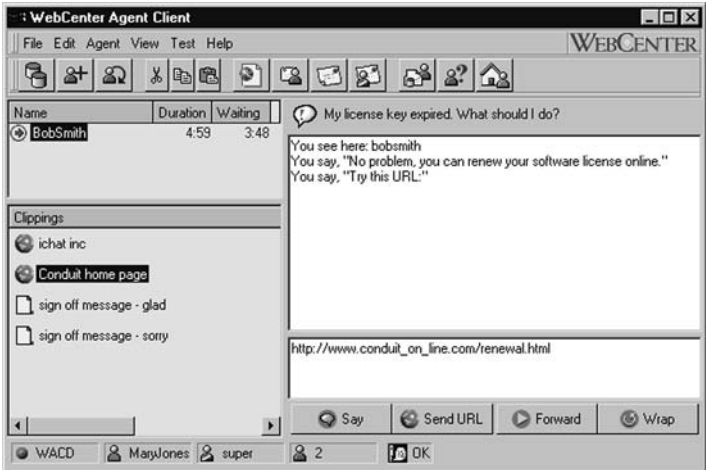 WebCenter Agent Client
File Edit Agent View Test Help
WEBCENTER
Name Duration Waiting
BobSmith 4:59 3:48
My license key expired. What should I do?
You see here: bobsmith
You say, "No problem, you can renew your software license online."
You say, "Try this URL:"
Clippings
ichat inc
Conduit home page
sign off message - glad
sign off message - sorry
http://www.conduit_on_line.com/renewal.html
Say Send URL Forward Wrap
WACD MaryJones super 2 OK